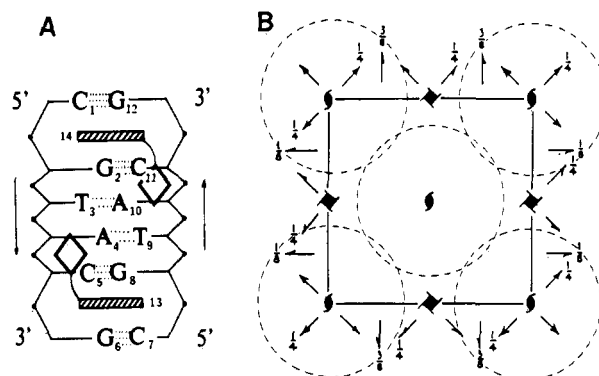 A
5’ 3’
C1 G12
14
G2 C11
T3 A10
A4 T9
C5 G8
13
3’ G6 C7 5’
B
1/4 3/8 3/8 1/4
1/4 1/4
1/4 1/4
1/8 1/8
1/4
1/4
1/8 1/8
1/4 1/4
1/4 3/8 1/4 3/8 1/4